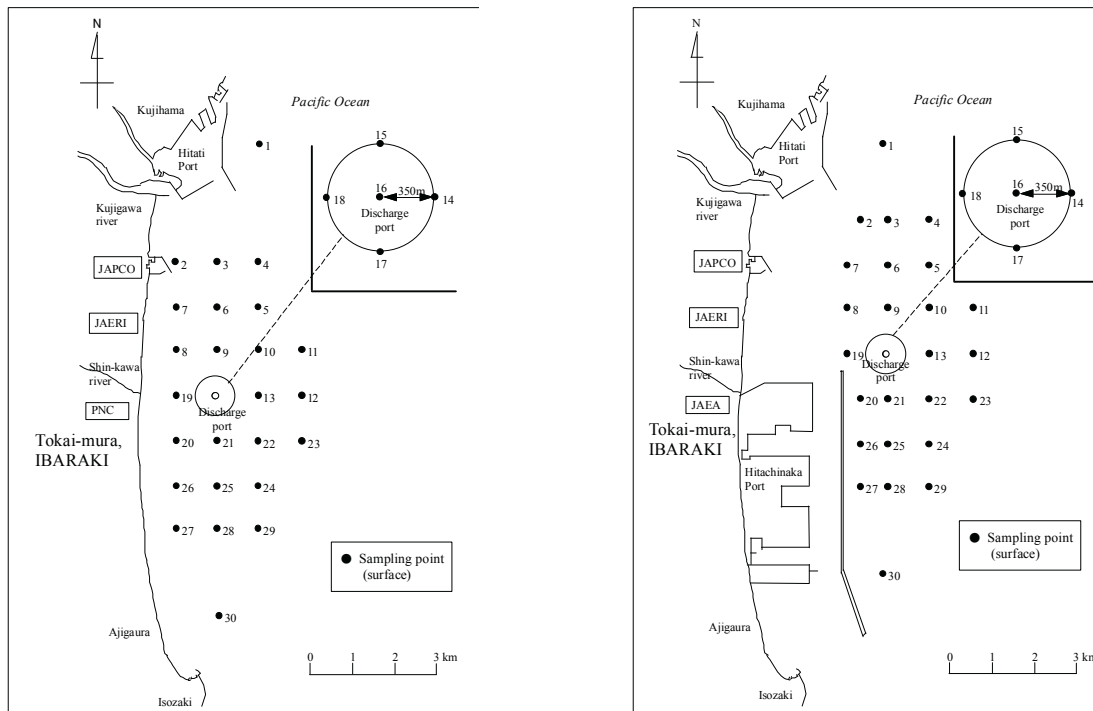 N
Pacific Ocean
Kujihama
Hitati
Port
1
15
16
350m
18
14
Discharge
port
17
Kujigawa
river
JAPCO
2
3
4
7
6
5
JAERI
8
9
10
11
Shin-kawa
river
19
13
12
PNC
Discharge
port
Tokai-mura,
IBARAKI
20
21
22
23
26
25
24
27
28
29
Sampling point
(surface)
30
Ajigaura
0
1
2
3 km
Isozaki
N
Pacific Ocean
Kujihama
Hitati
Port
1
15
16
350m
18
14
Discharge
port
17
Kujigawa
river
2
3
4
JAPCO
7
6
5
JAERI
8
9
10
11
Shin-kawa
river
19
13
12
Discharge
port
JAEA
20
21
22
23
Tokai-mura,
IBARAKI
26
25
24
Hitachinaka
Port
27
28
29
Sampling point
(surface)
30
Ajigaura
0
1
2
3 km
Isozaki